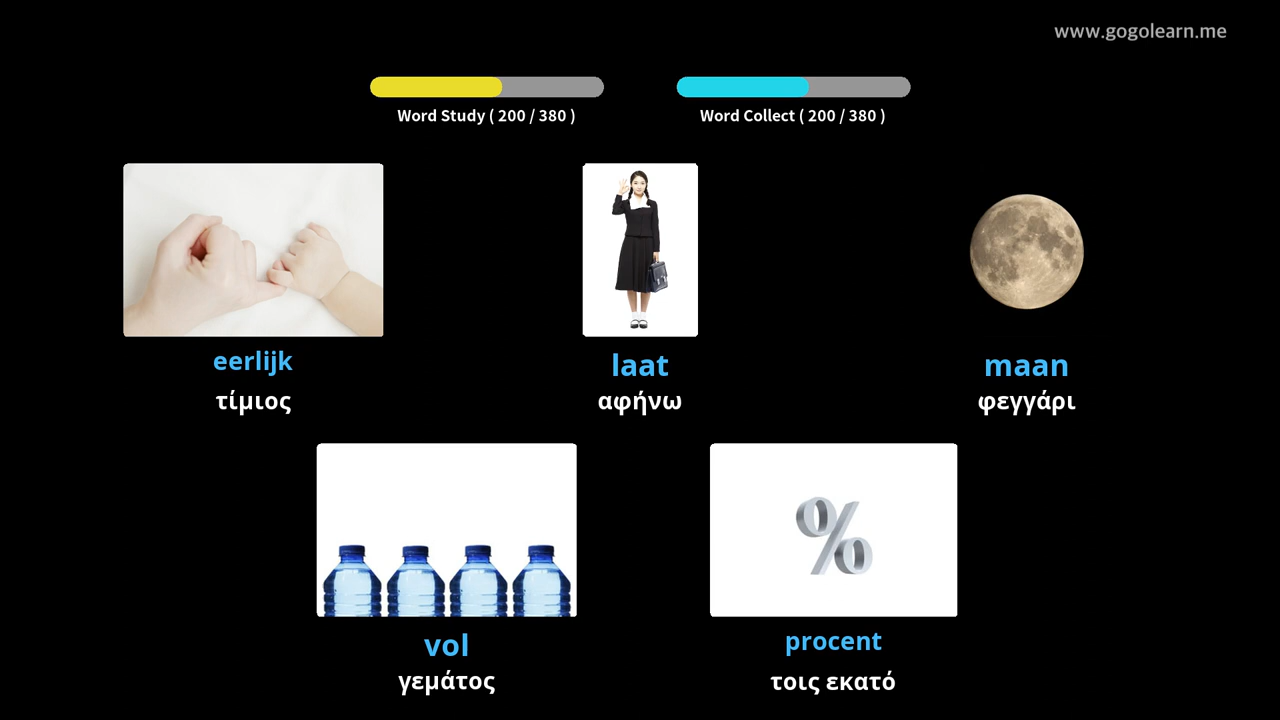 www.gogolearn.me
Word Study ( 200 / 380 )
Word Collect ( 200 / 380 )
eerlijk
τίμιος
laat
αφήνω
maan
φεγγάρι
vol
γεμάτος
procent
τοις εκατό